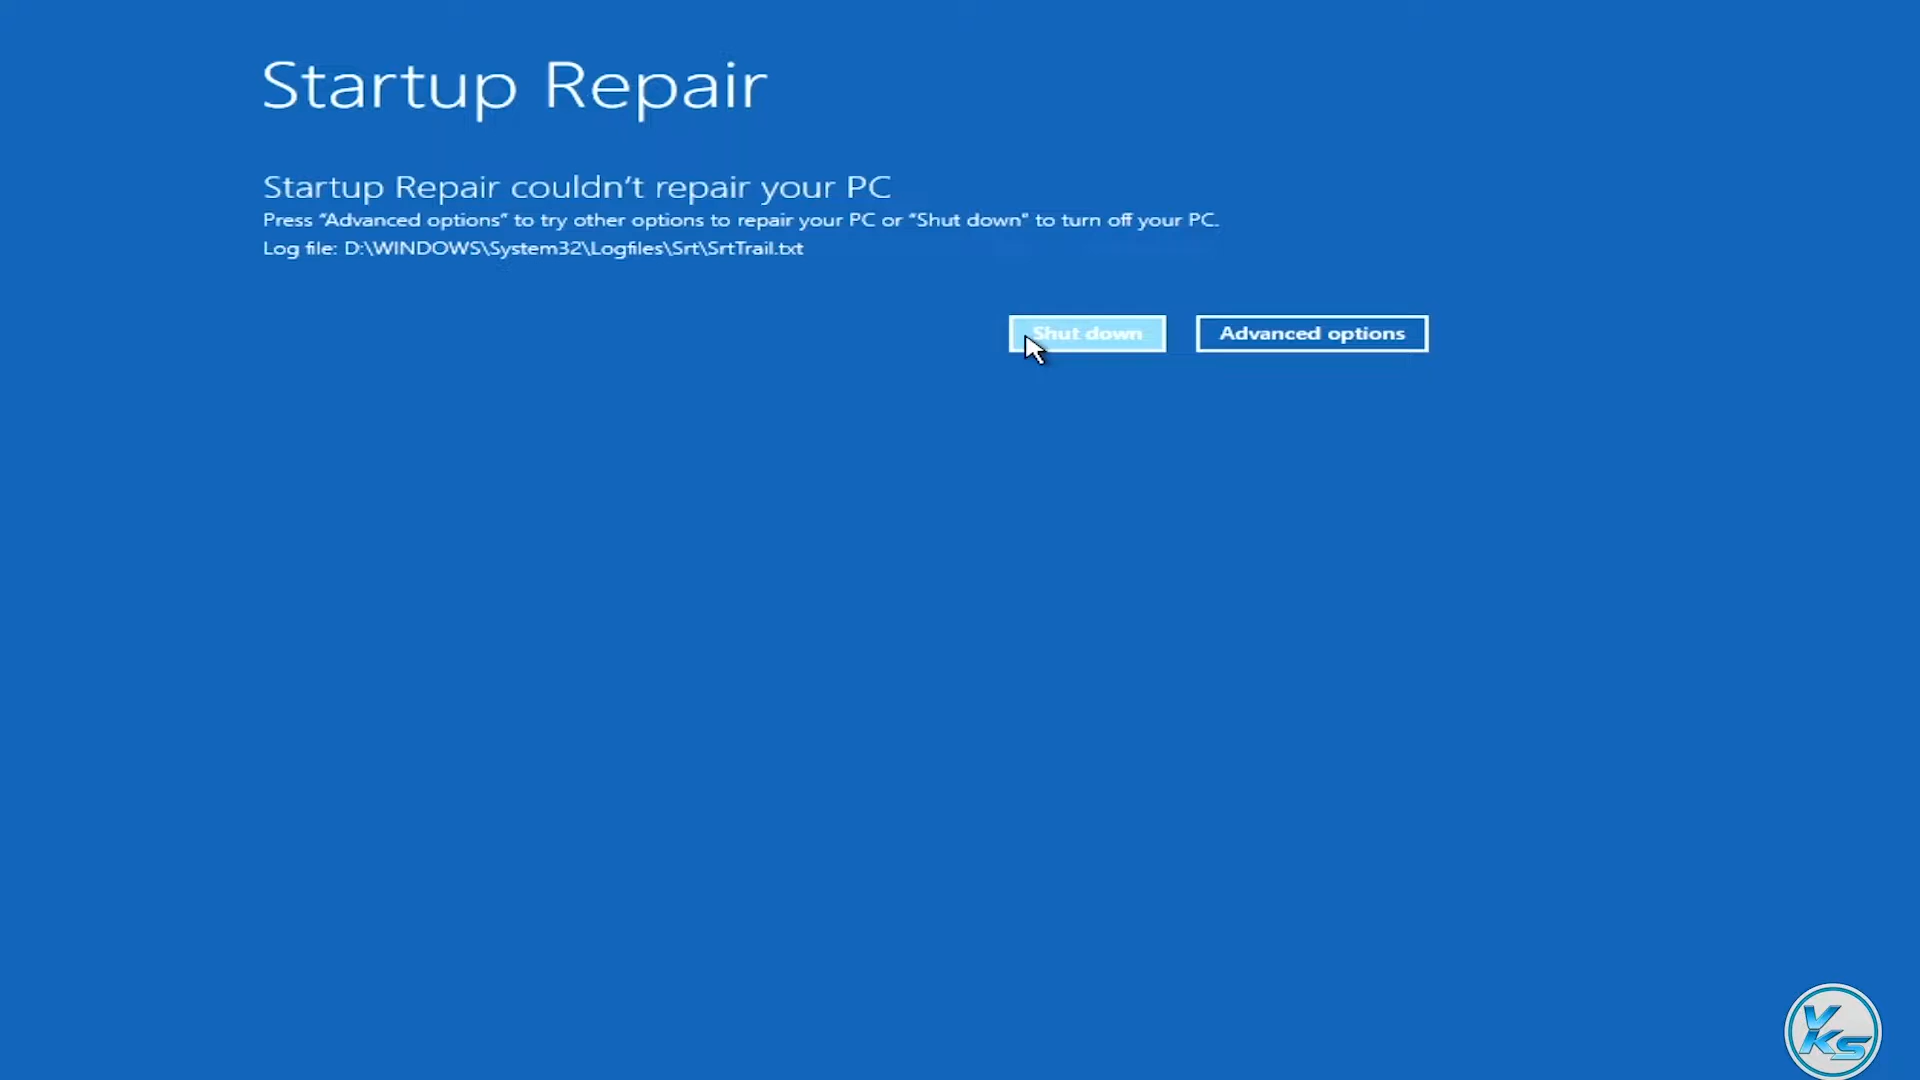 Startup Repair
Startup Repair couldn't repair your PC
Press “Advanced options” to try other options to repair your PC or “Shut down” to turn off your PC.
Log file: D:\WINDOWS\System32\Logfiles\Srt\SrtTrail.txt
Shut down
Advanced options
VKS